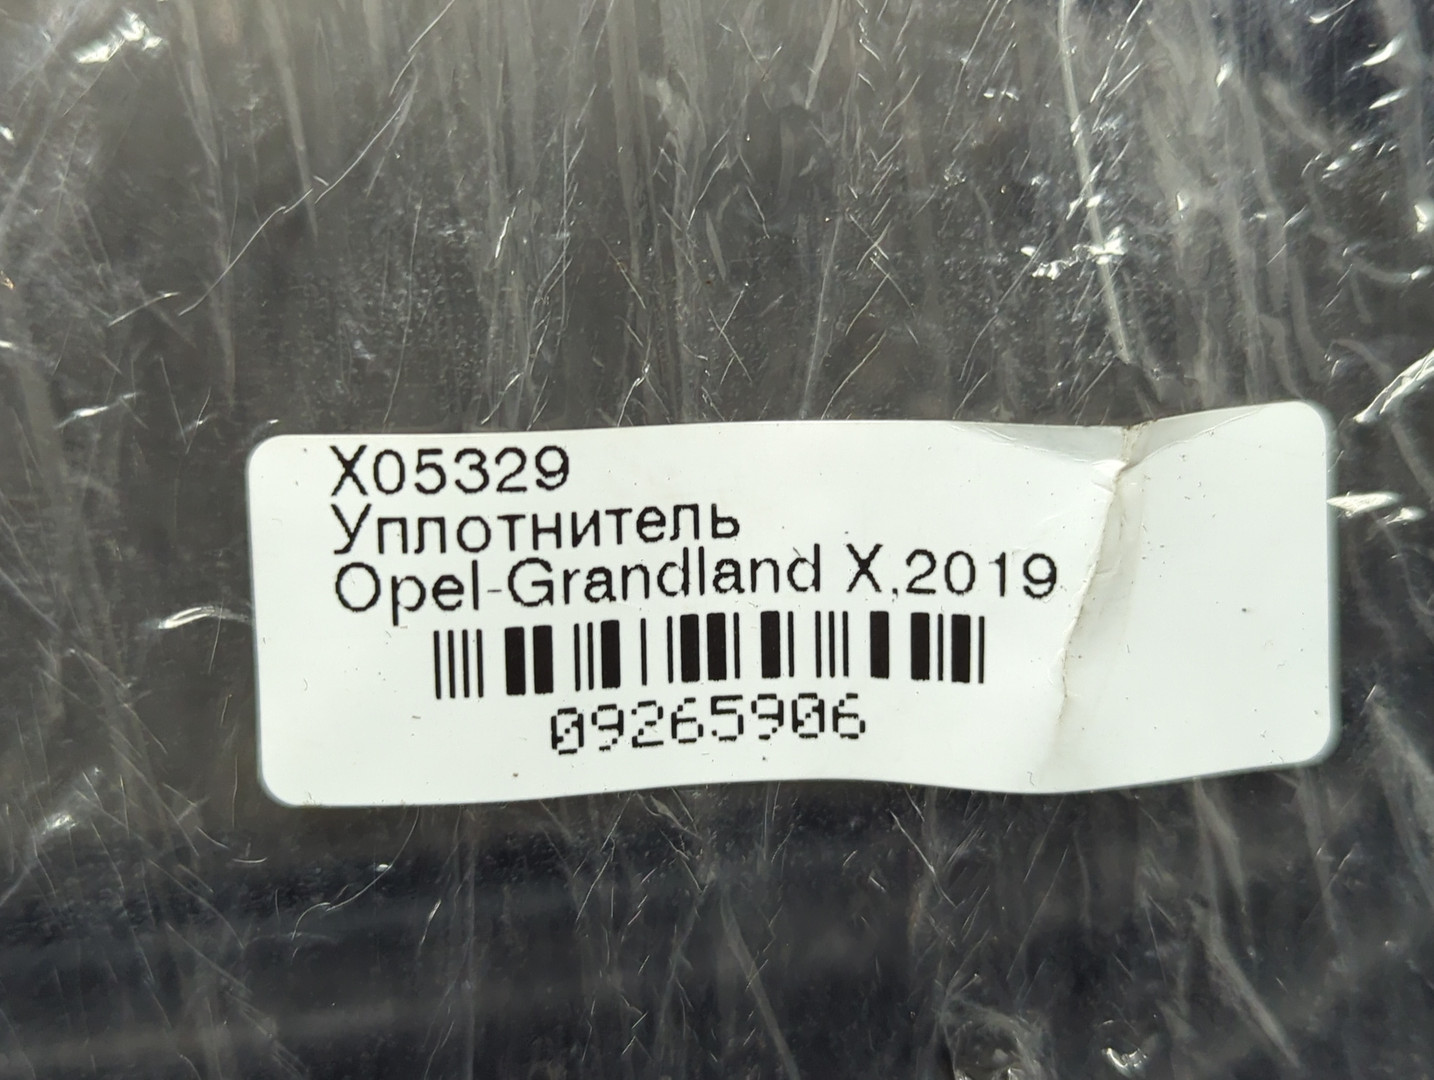 X05329
Уплотнитель
Opel-Grandland X,2019
09265906